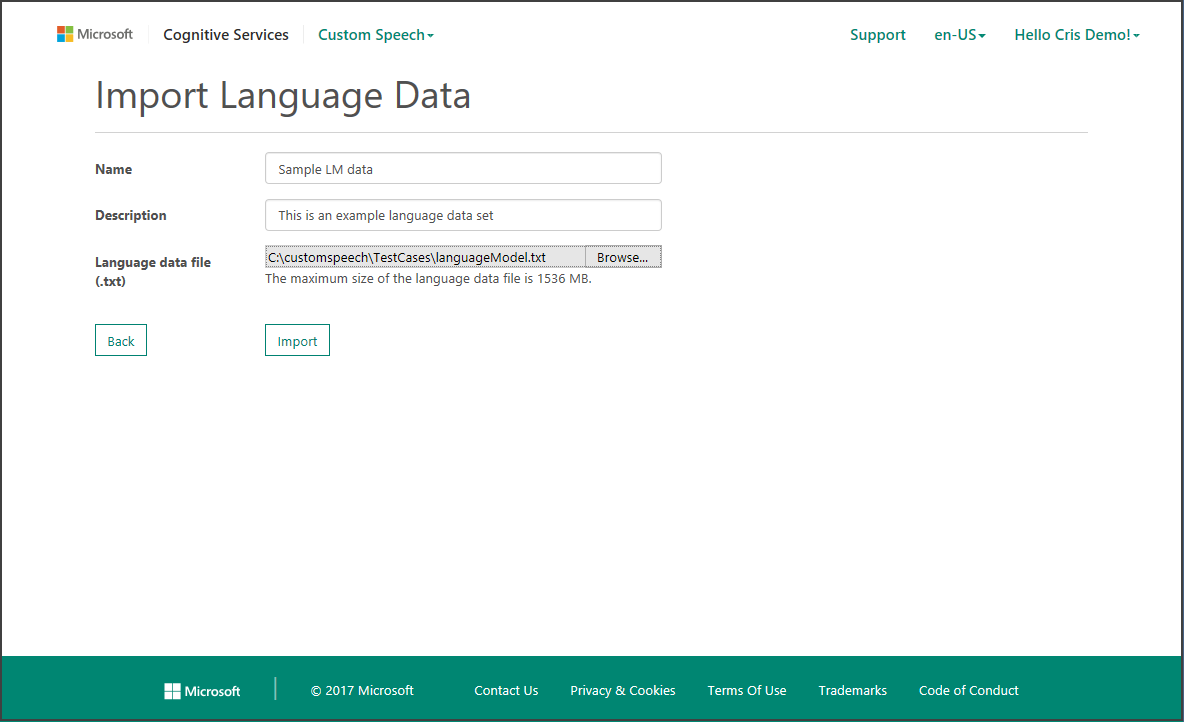 Microsoft Cognitive Services Custom Speech Support en-US Hello Cris Demo!
Import Language Data
Name Sample LM data
Description This is an example language data set
Language data file C:\customspeech\TestCases\languageModel.txt Browse...
(.txt) The maximum size of the language data file is 1536 MB.
Back Import
Microsoft © 2017 Microsoft Contact Us Privacy & Cookies Terms Of Use Trademarks Code of Conduct